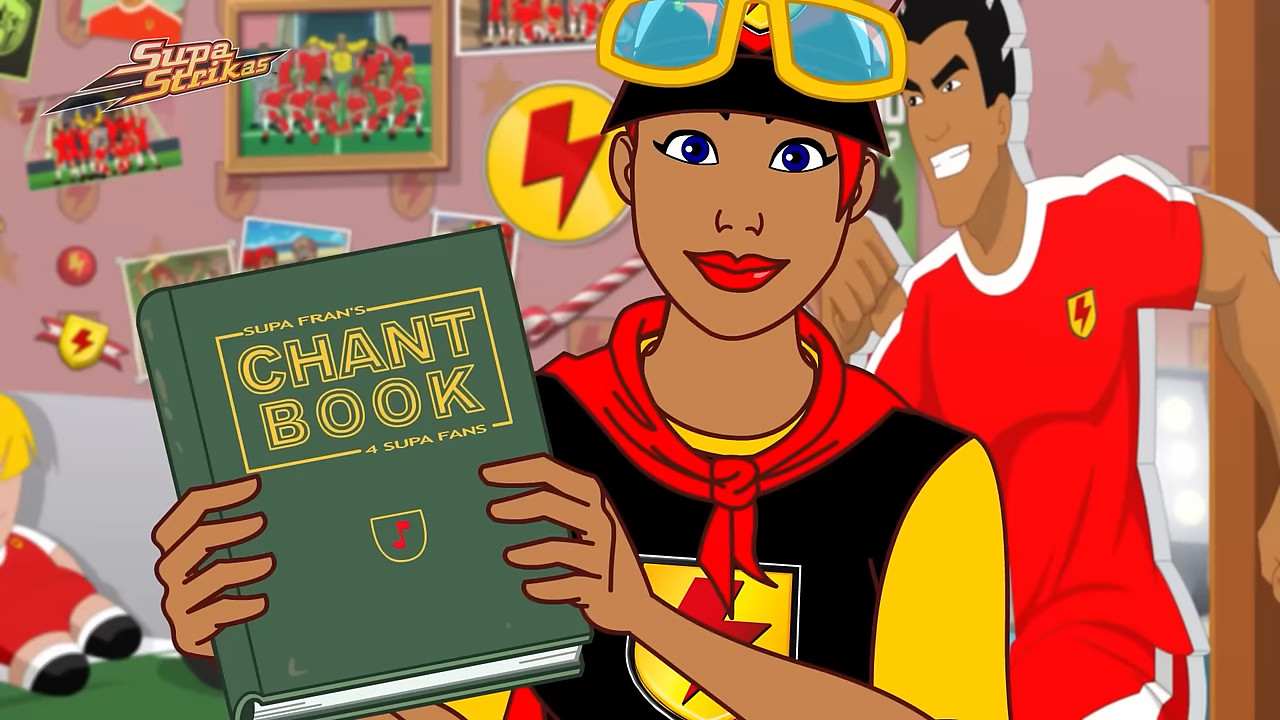 Supa
Strikas
SUPA FRAN'S
CHANT
BOOK
4 SUPA FANS